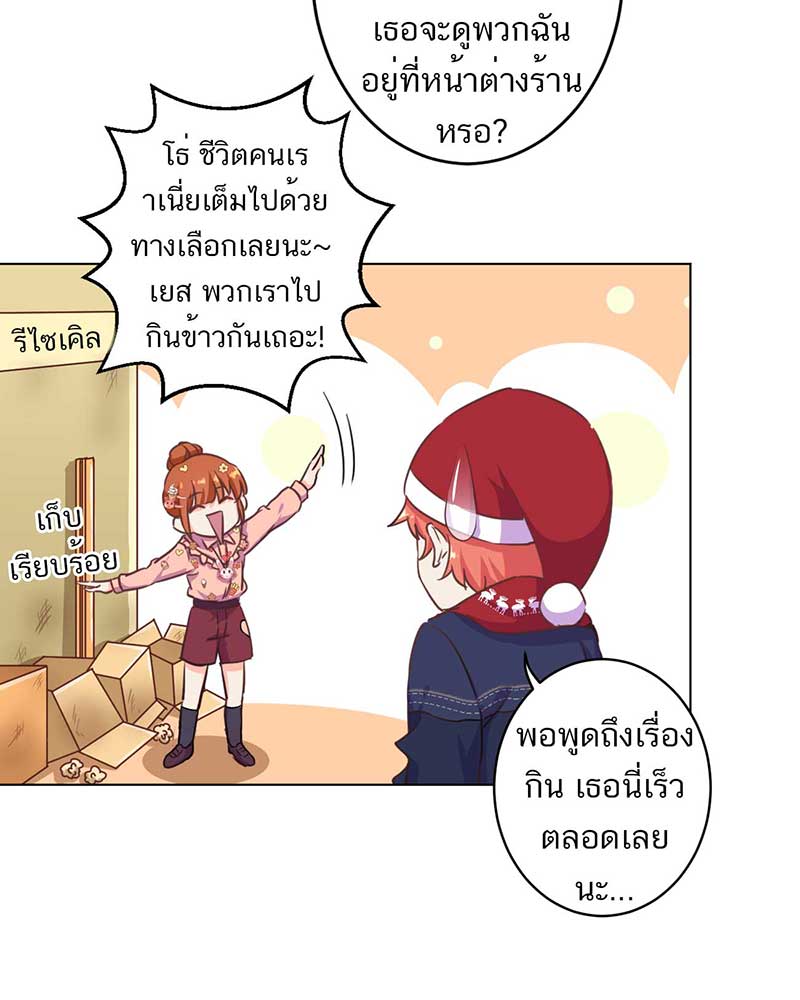 เธอจะดูพวกฉัน
อยู่ที่หน้าต่างร้าน
หรอ?
โธ่ ชีวิตคนเร
าเนี่ยเต็มไปด้วย
ทางเลือกเลยนะ~
เยส พวกเราไป
กินข้าวกันเถอะ!
รีไซเคิล
เก็บ
เรียบร้อย
พอพูดถึงเรื่อง
กิน เธอนี่เร็ว
ตลอดเลย
นะ...